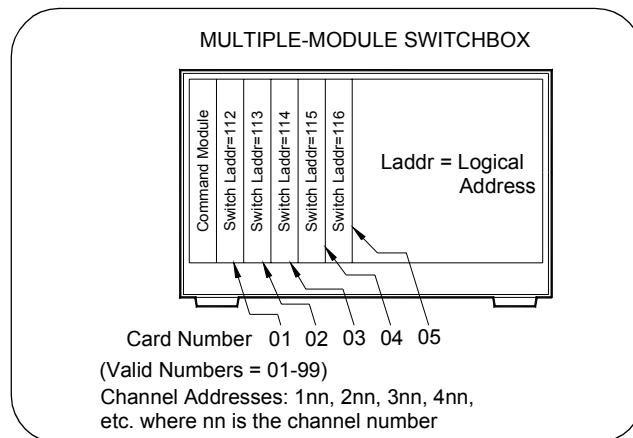 MULTIPLE-MODULE SWITCHBOX
Command Module
Switch Laddr=112
Switch Laddr=113
Switch Laddr=114
Switch Laddr=115
Switch Laddr=116
Laddr = Logical
Address
Card Number 01 02 03 04 05
(Valid Numbers = 01-99)
Channel Addresses: 1nn, 2nn, 3nn, 4nn,
etc. where nn is the channel number